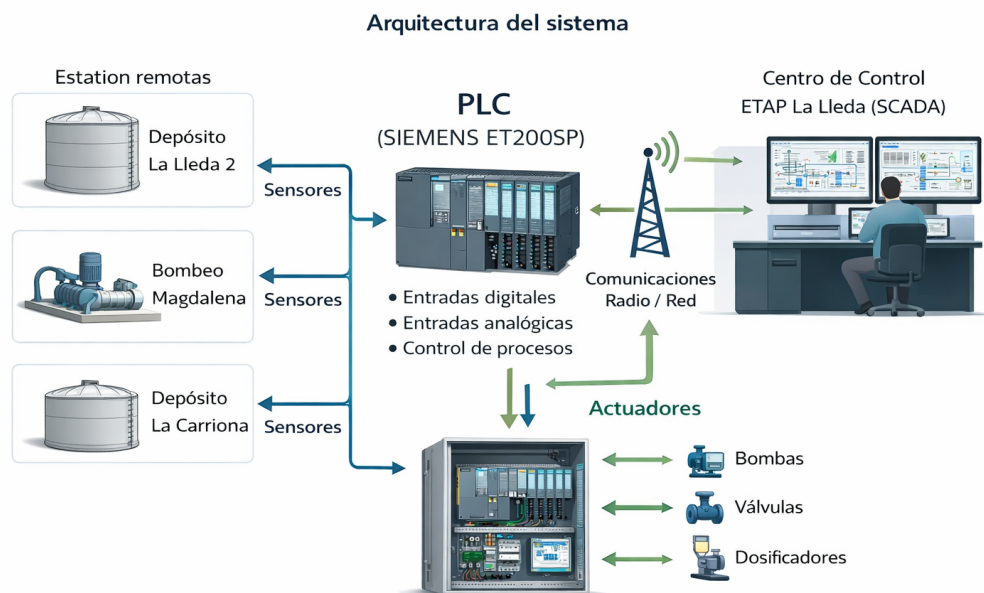 Arquitectura del sistema
Estation remotas
Depósito
La Lleda 2
Sensores
Bombeo
Magdalena
Sensores
Depósito
La Carriona
Sensores
PLC
(SIEMENS ET200SP)
• Entradas digitales
• Entradas analógicas
• Control de procesos
Comunicaciones
Radio / Red
Centro de Control
ETAP La Lleda (SCADA)
Actuadores
Bombas
Válvulas
Dosificadores